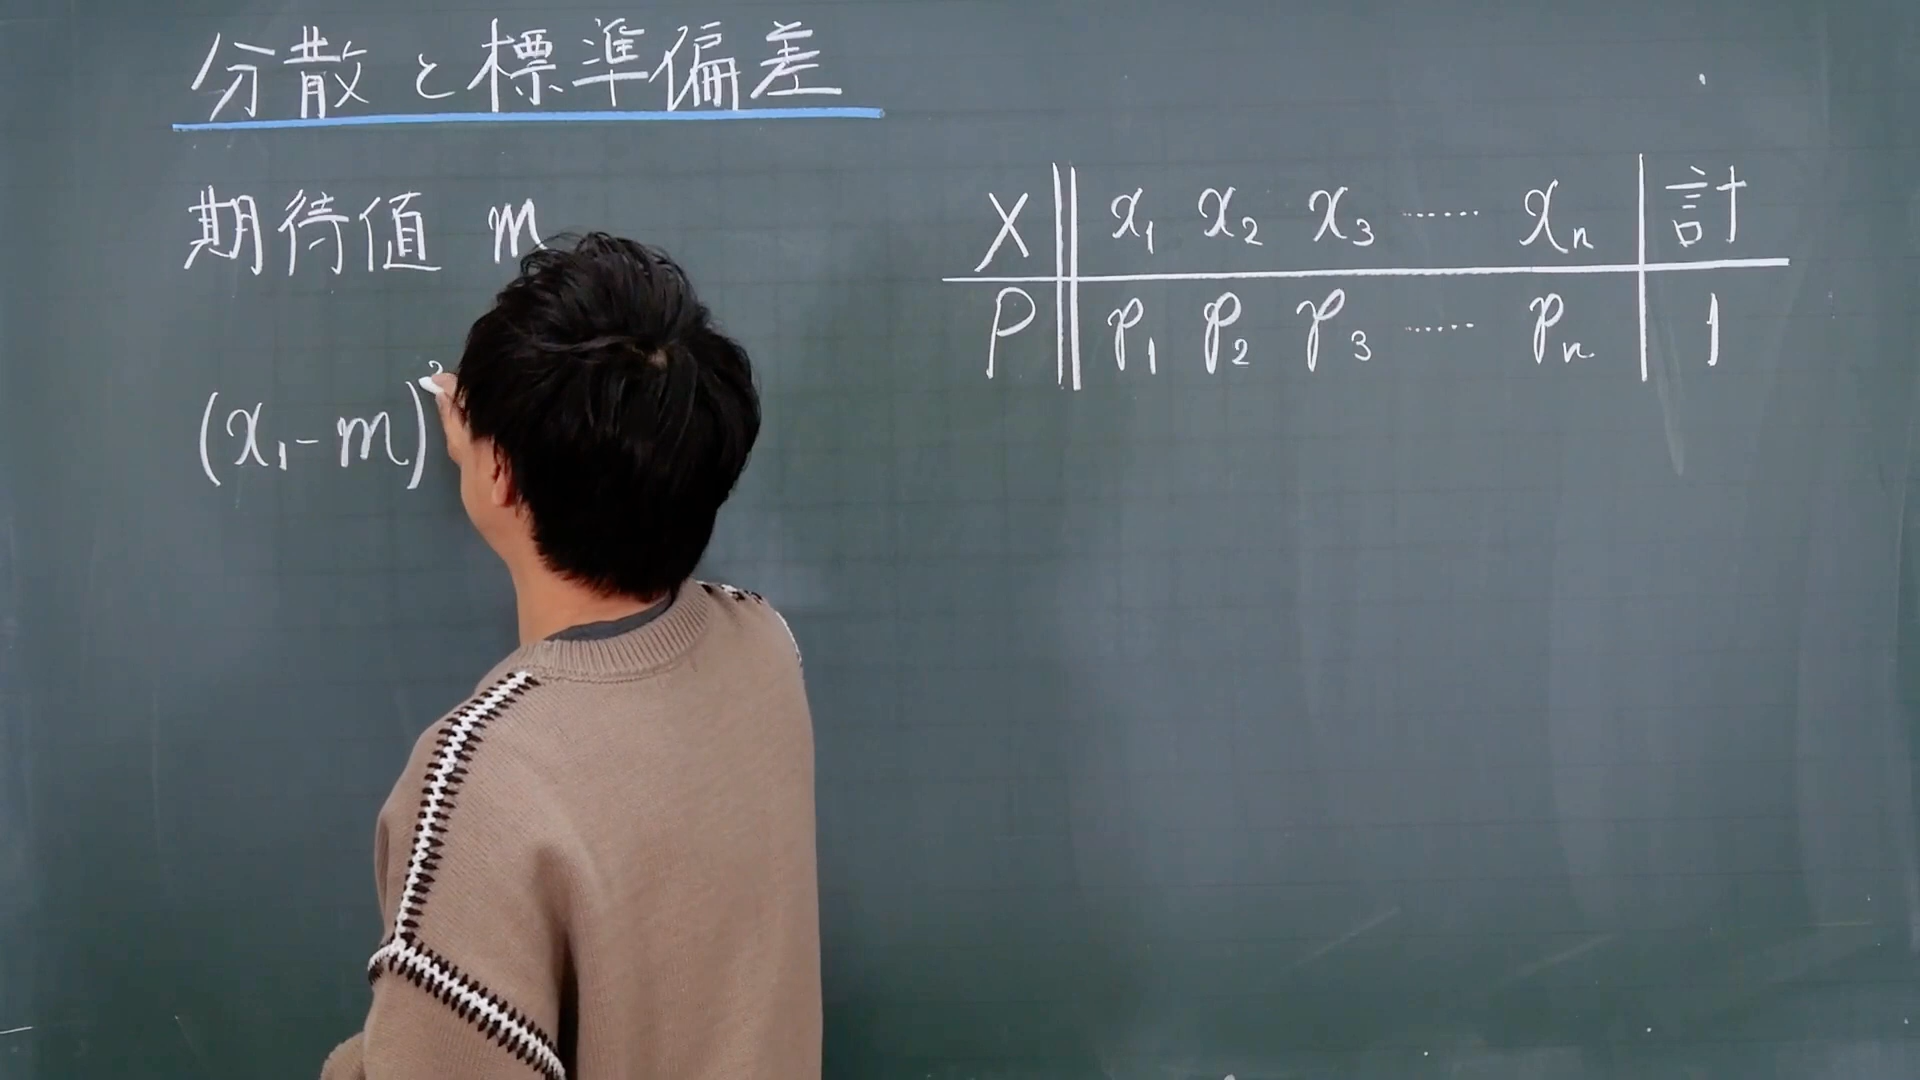 分散と標準偏差
期待値 m
(x₁-m)²
X x₁ x₂ x₃ …… xₙ 計
P p₁ p₂ p₃ …… pₙ 1